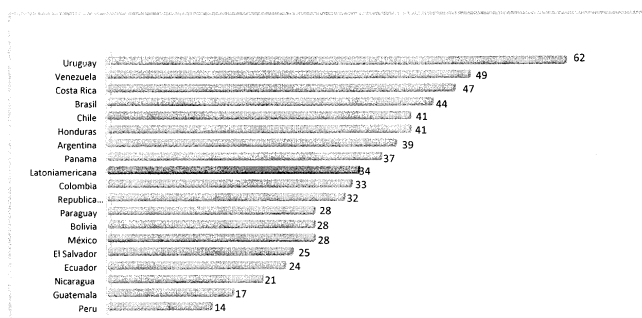 Uruguay 62
Venezuela 49
Costa Rica 47
Brasil 44
Chile 41
Honduras 41
Argentina 39
Panama 37
Latoniamericana 34
Colombia 33
Republica... 32
Paraguay 28
Bolivia 28
México 28
El Salvador 25
Ecuador 24
Nicaragua 21
Guatemala 17
Peru 14